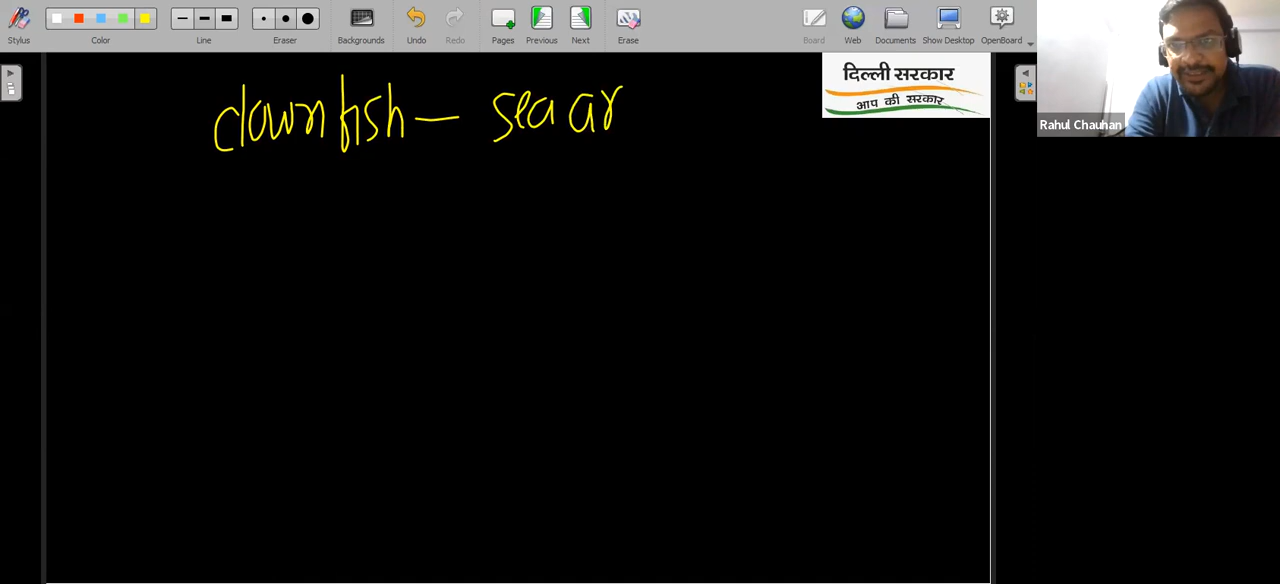 Stylus Color Line Eraser Backgrounds Undo Redo Pages Previous Next Erase Board Web Documents Show Desktop OpenBoard
दिल्ली सरकार
आप की सरकार
Rahul Chauhan
clownfish — sea ar